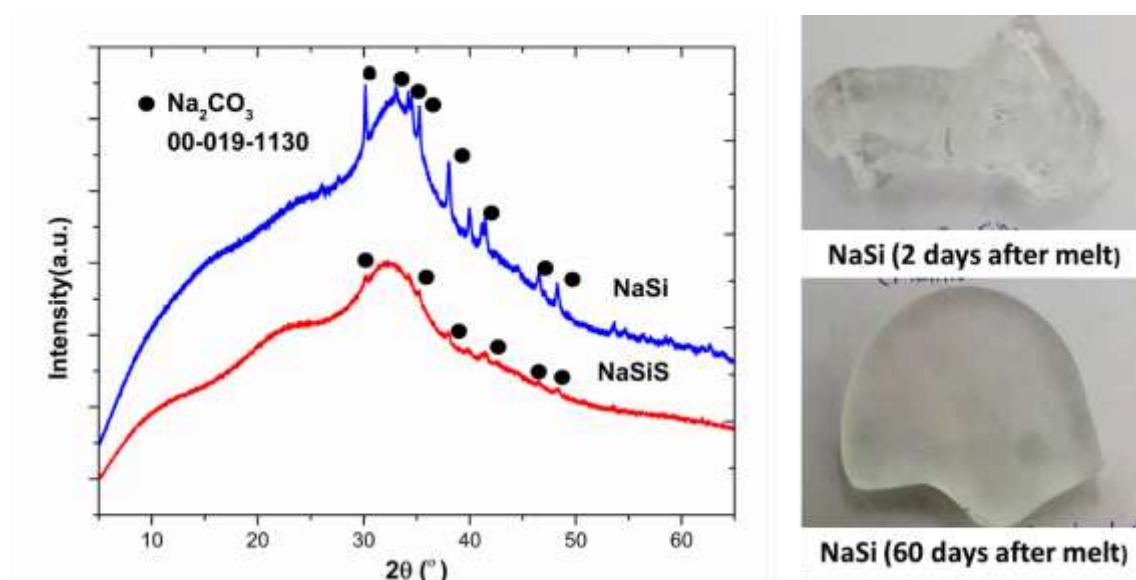 Na₂CO₃
00-019-1130
Intensity(a.u.)
NaSi
NaSiS
10 20 30 40 50 60
2θ (°)
NaSi (2 days after melt)
NaSi (60 days after melt)